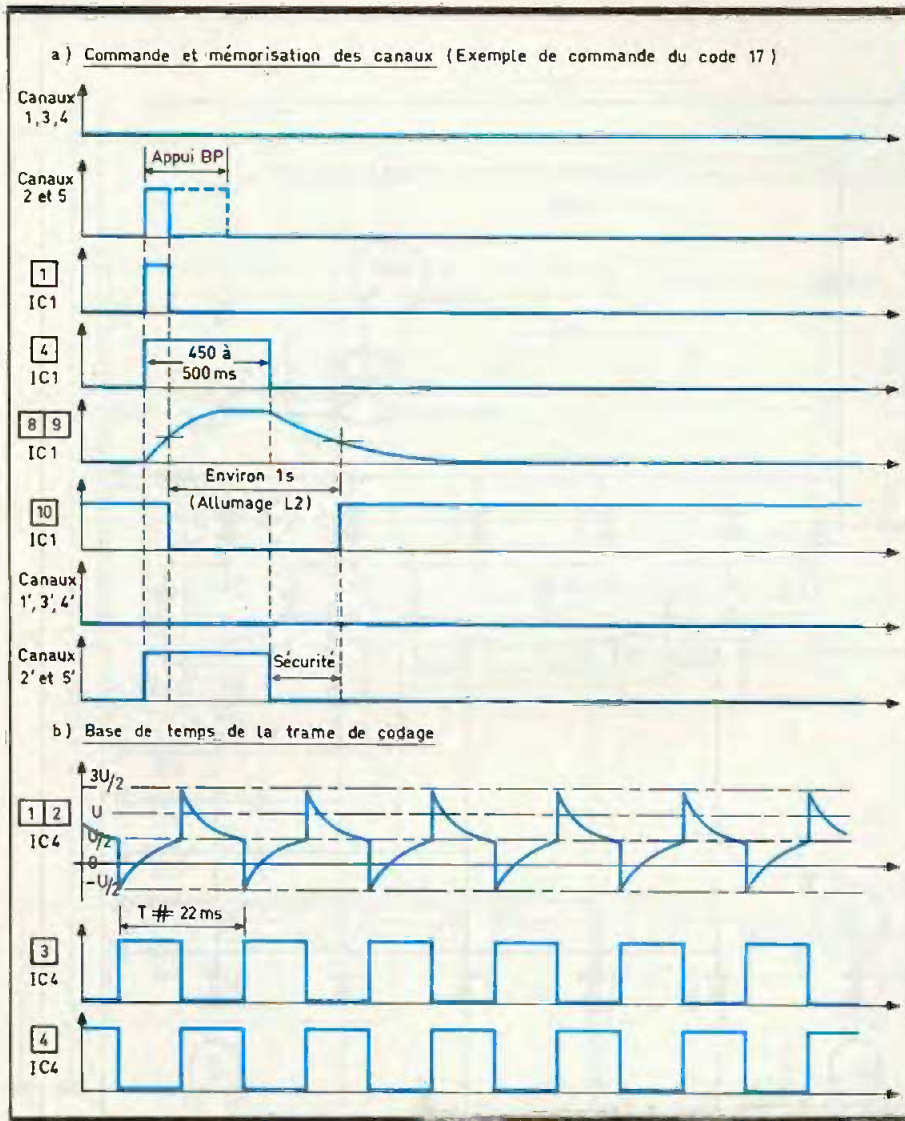 a) Commande et mémorisation des canaux (Exemple de commande du code 17)
Canaux
1,3,4
Appui BP
Canaux
2 et 5
1
IC1
4
IC1
450 à
500 ms
8 9
IC1
Environ 1s
(Allumage L2)
10
IC1
Canaux
1',3',4'
Canaux
2' et 5'
Sécurité
b) Base de temps de la trame de codage
3U/2
U
U/2
0
-U/2
1 2
IC4
T # 22 ms
3
IC4
4
IC4